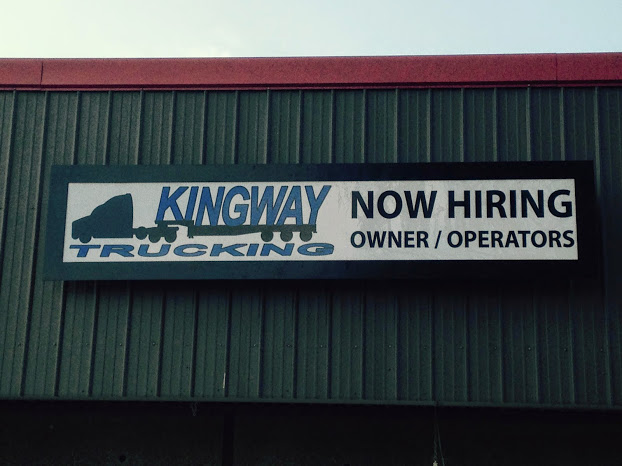 KINGWAY
TRUCKING
NOW HIRING
OWNER / OPERATORS